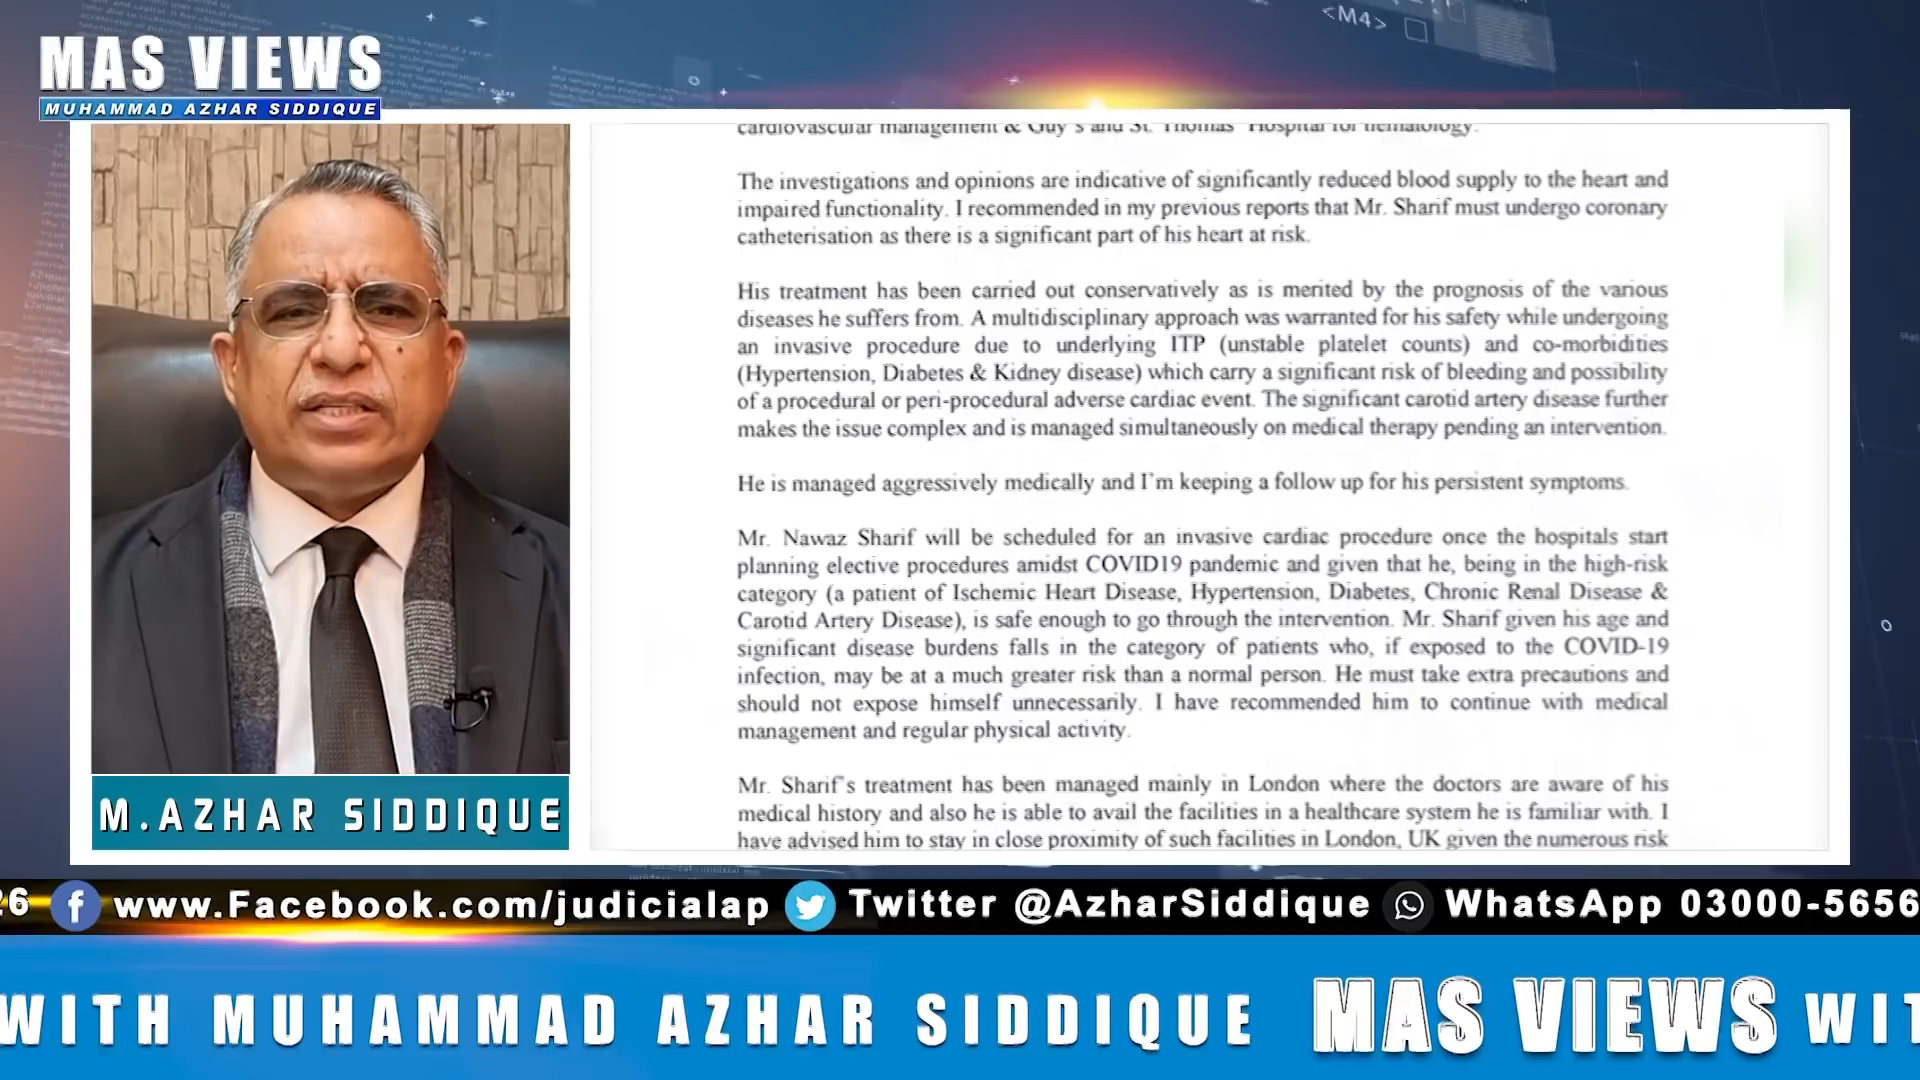 <M4>
MAS VIEWS
MUHAMMAD AZHAR SIDDIQUE
cardiovascular management & Guy's and St. Thomas' Hospital for hematology.
The investigations and opinions are indicative of significantly reduced blood supply to the heart and
impaired functionality. I recommended in my previous reports that Mr. Sharif must undergo coronary
catheterisation as there is a significant part of his heart at risk.
His treatment has been carried out conservatively as is merited by the prognosis of the various
diseases he suffers from. A multidisciplinary approach was warranted for his safety while undergoing
an invasive procedure due to underlying ITP (unstable platelet counts) and co-morbidities
(Hypertension, Diabetes & Kidney disease) which carry a significant risk of bleeding and possibility
of a procedural or peri-procedural adverse cardiac event. The significant carotid artery disease further
makes the issue complex and is managed simultaneously on medical therapy pending an intervention.
He is managed aggressively medically and I'm keeping a follow up for his persistent symptoms.
Mr. Nawaz Sharif will be scheduled for an invasive cardiac procedure once the hospitals start
planning elective procedures amidst COVID19 pandemic and given that he, being in the high-risk
category (a patient of Ischemic Heart Disease, Hypertension, Diabetes, Chronic Renal Disease &
Carotid Artery Disease), is safe enough to go through the intervention. Mr. Sharif given his age and
significant disease burdens falls in the category of patients who, if exposed to the COVID-19
infection, may be at a much greater risk than a normal person. He must take extra precautions and
should not expose himself unnecessarily. I have recommended him to continue with medical
management and regular physical activity.
Mr. Sharif's treatment has been managed mainly in London where the doctors are aware of his
medical history and also he is able to avail the facilities in a healthcare system he is familiar with. I
have advised him to stay in close proximity of such facilities in London, UK given the numerous risk
M.AZHAR SIDDIQUE
26 www.Facebook.com/judicialap Twitter @AzharSiddique WhatsApp 03000-5656
WITH MUHAMMAD AZHAR SIDDIQUE MAS VIEWS WIT